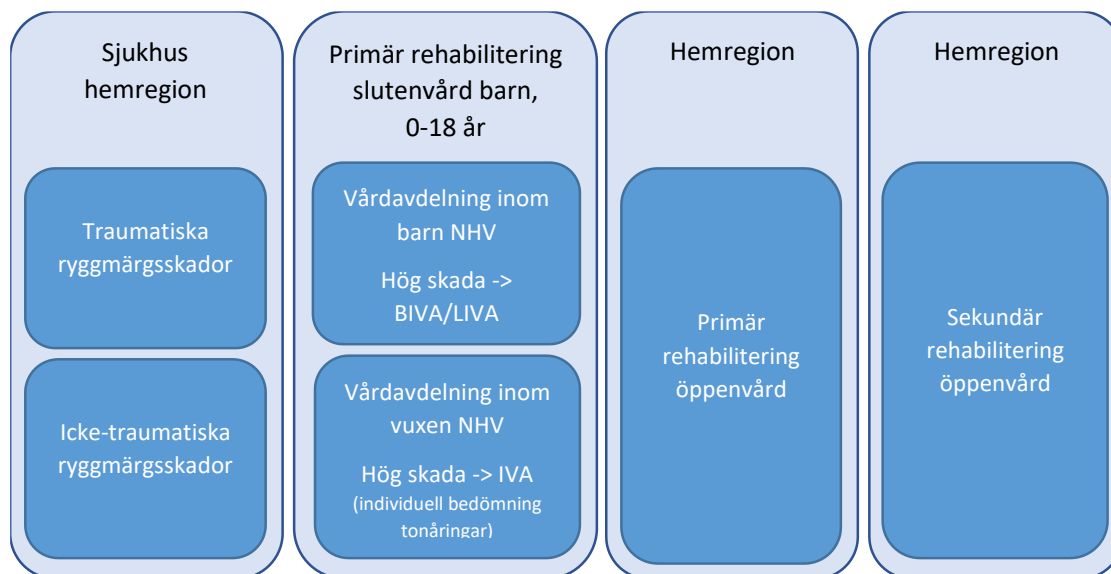 Sjukhus
hemregion
Traumatiska
ryggmärgsskador
Icke-traumatiska
ryggmärgsskador
Primär rehabilitering
slutenvård barn,
0-18 år
Vårdavdelning inom
barn NHV
Hög skada ->
BIVA/LIVA
Vårdavdelning inom
vuxen NHV
Hög skada -> IVA
(individuell bedömning
tonåringar)
Hemregion
Primär
rehabilitering
öppenvård
Hemregion
Sekundär
rehabilitering
öppenvård